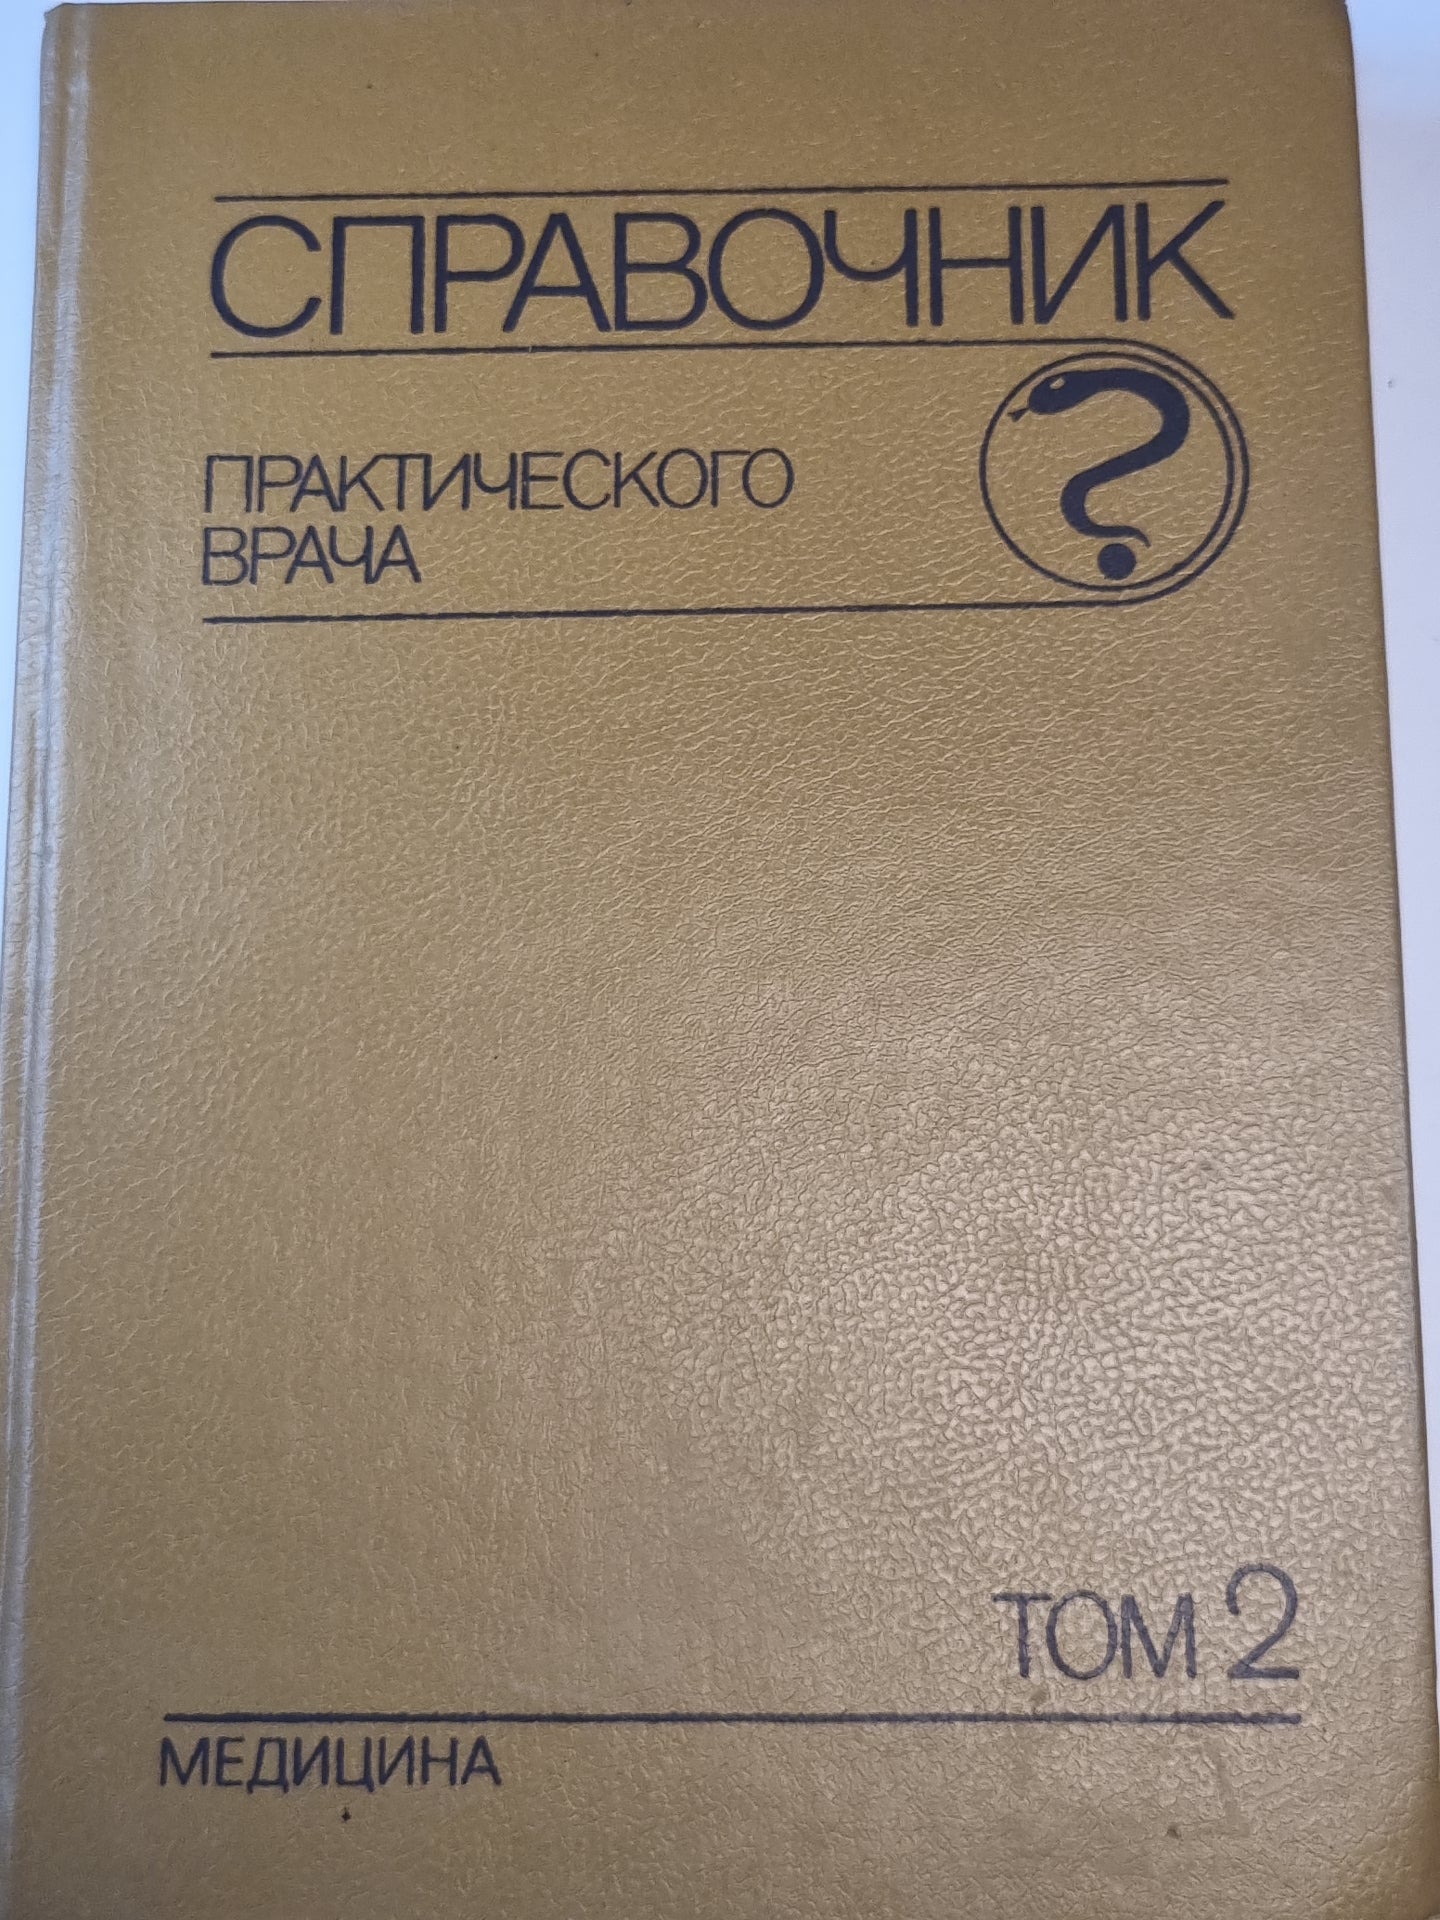 СПРАВОЧНИК
ПРАКТИЧЕСКОГО
ВРАЧА
ТОМ 2
МЕДИЦИНА